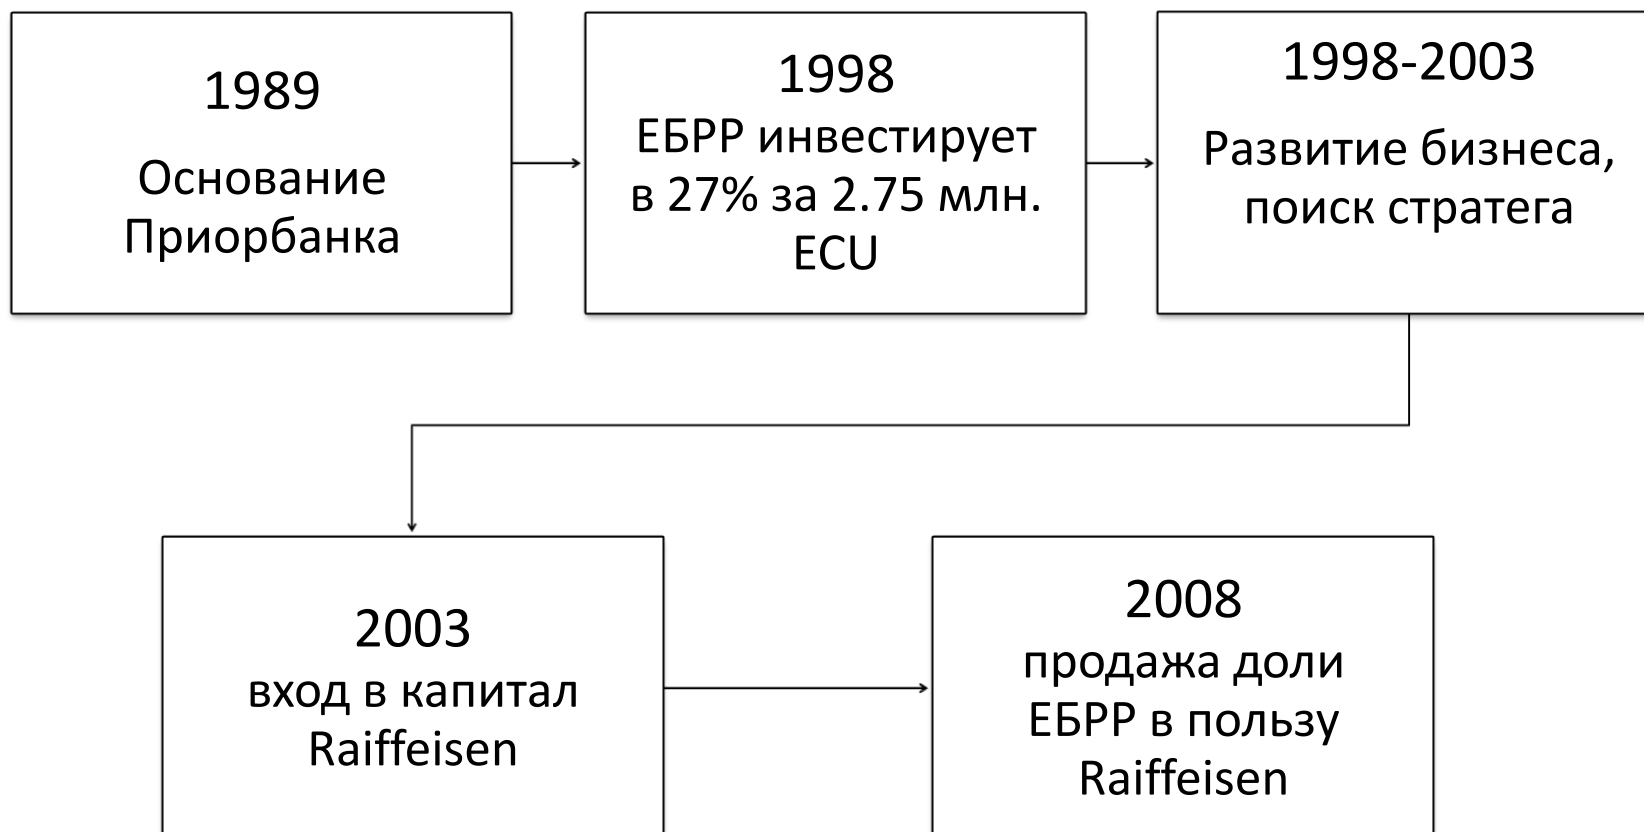 1989
Основание
Приорбанка
1998
ЕБРР инвестирует
в 27% за 2.75 млн.
ECU
1998-2003
Развитие бизнеса,
поиск стратега
2003
вход в капитал
Raiffeisen
2008
продажа доли
ЕБРР в пользу
Raiffeisen